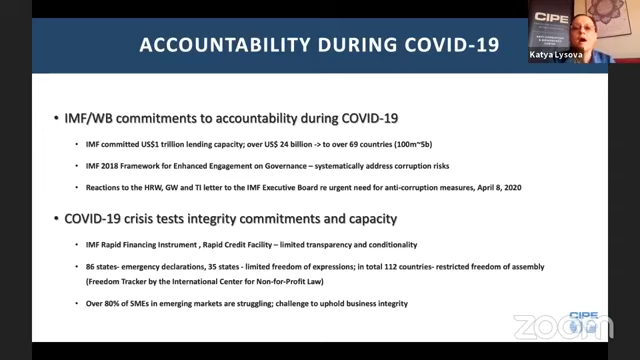 CIPE
Katya Lysova
ACCOUNTABILITY DURING COVID-19
• IMF/WB commitments to accountability during COVID-19
• IMF committed US$1 trillion lending capacity; over US$ 24 billion -> to over 69 countries (100m~5b)
• IMF 2018 Framework for Enhanced Engagement on Governance – systematically address corruption risks
• Reactions to the HRW, GW and TI letter to the IMF Executive Board re urgent need for anti-corruption measures, April 8, 2020
• COVID-19 crisis tests integrity commitments and capacity
• IMF Rapid Financing Instrument , Rapid Credit Facility – limited transparency and conditionality
• 86 states- emergency declarations, 35 states - limited freedom of expressions; in total 112 countries- restricted freedom of assembly
(Freedom Tracker by the International Center for Non-for-Profit Law)
• Over 80% of SMEs in emerging markets are struggling; challenge to uphold business integrity
CIPE
zoom